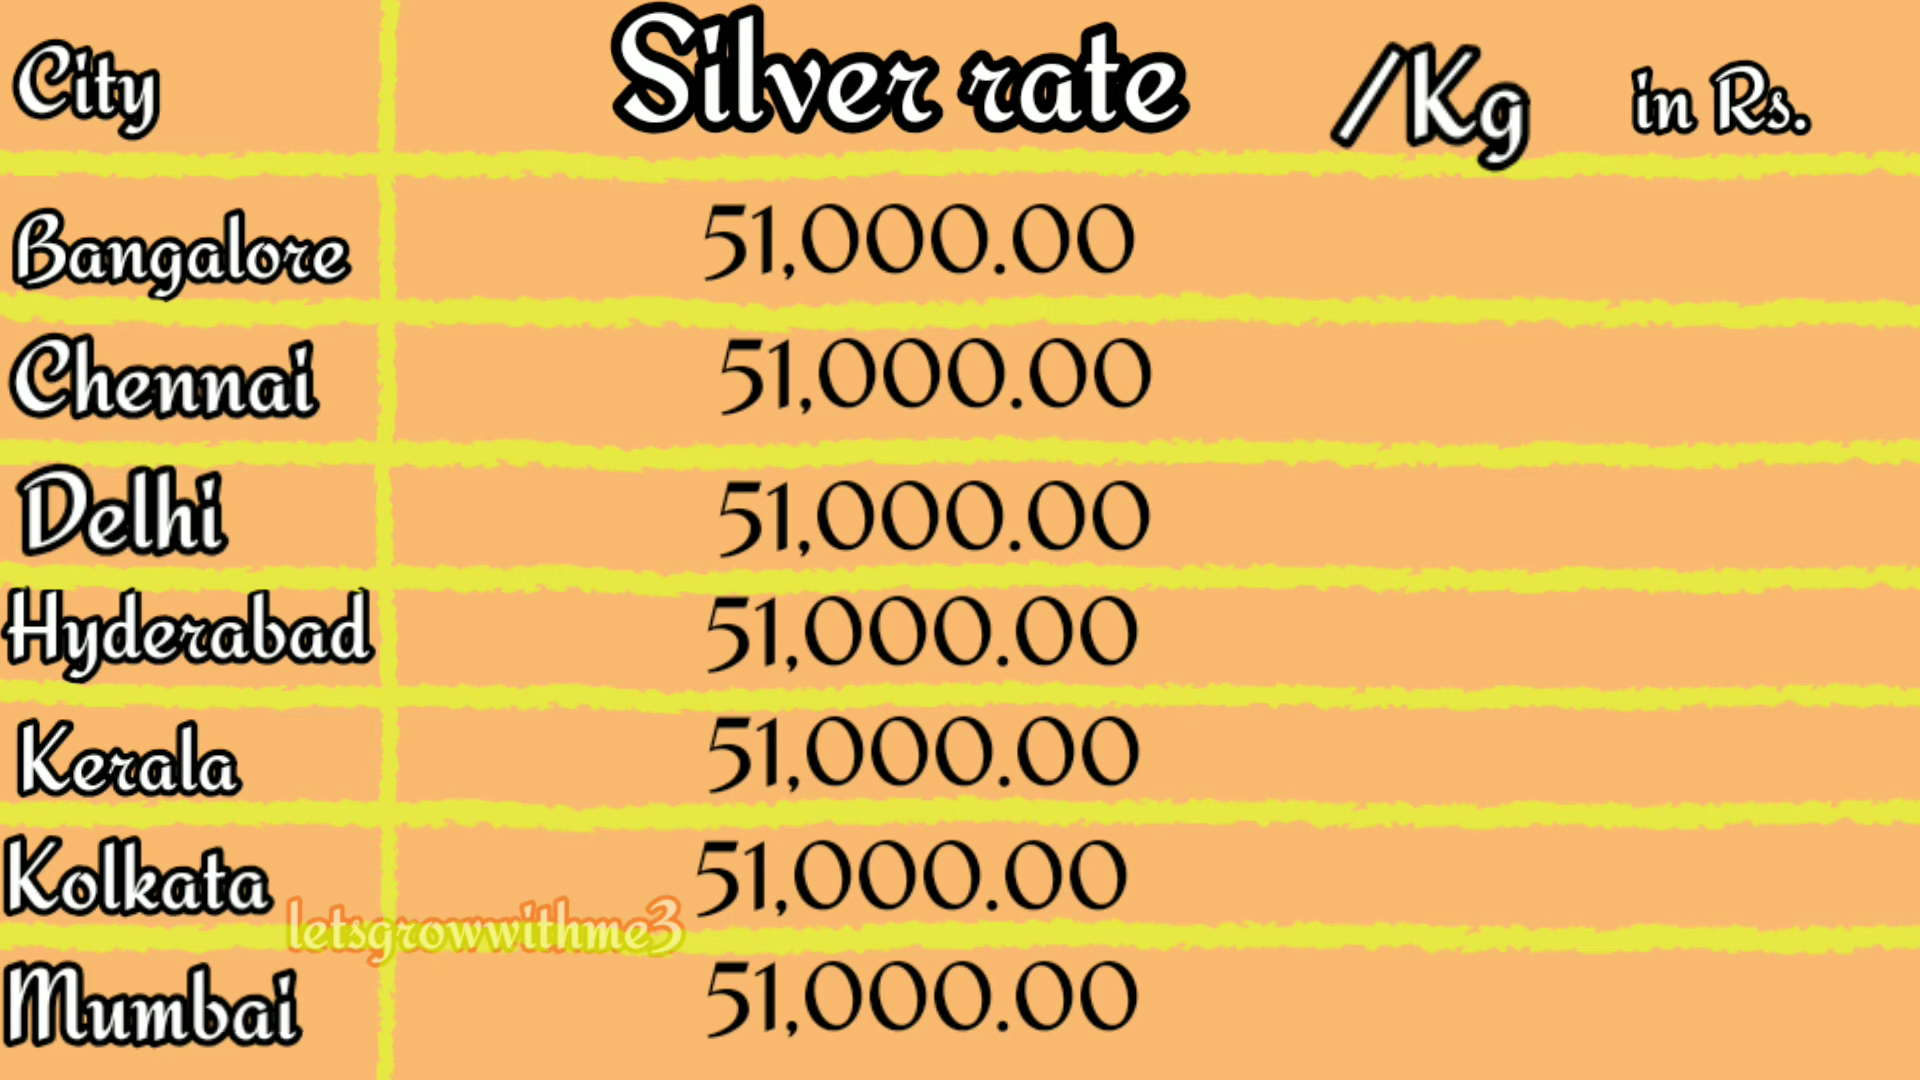 City Silver rate /Kg in Rs.
Bangalore 51,000.00
Chennai 51,000.00
Delhi 51,000.00
Hyderabad 51,000.00
Kerala 51,000.00
Kolkata 51,000.00
letsgrowwithme3
Mumbai 51,000.00